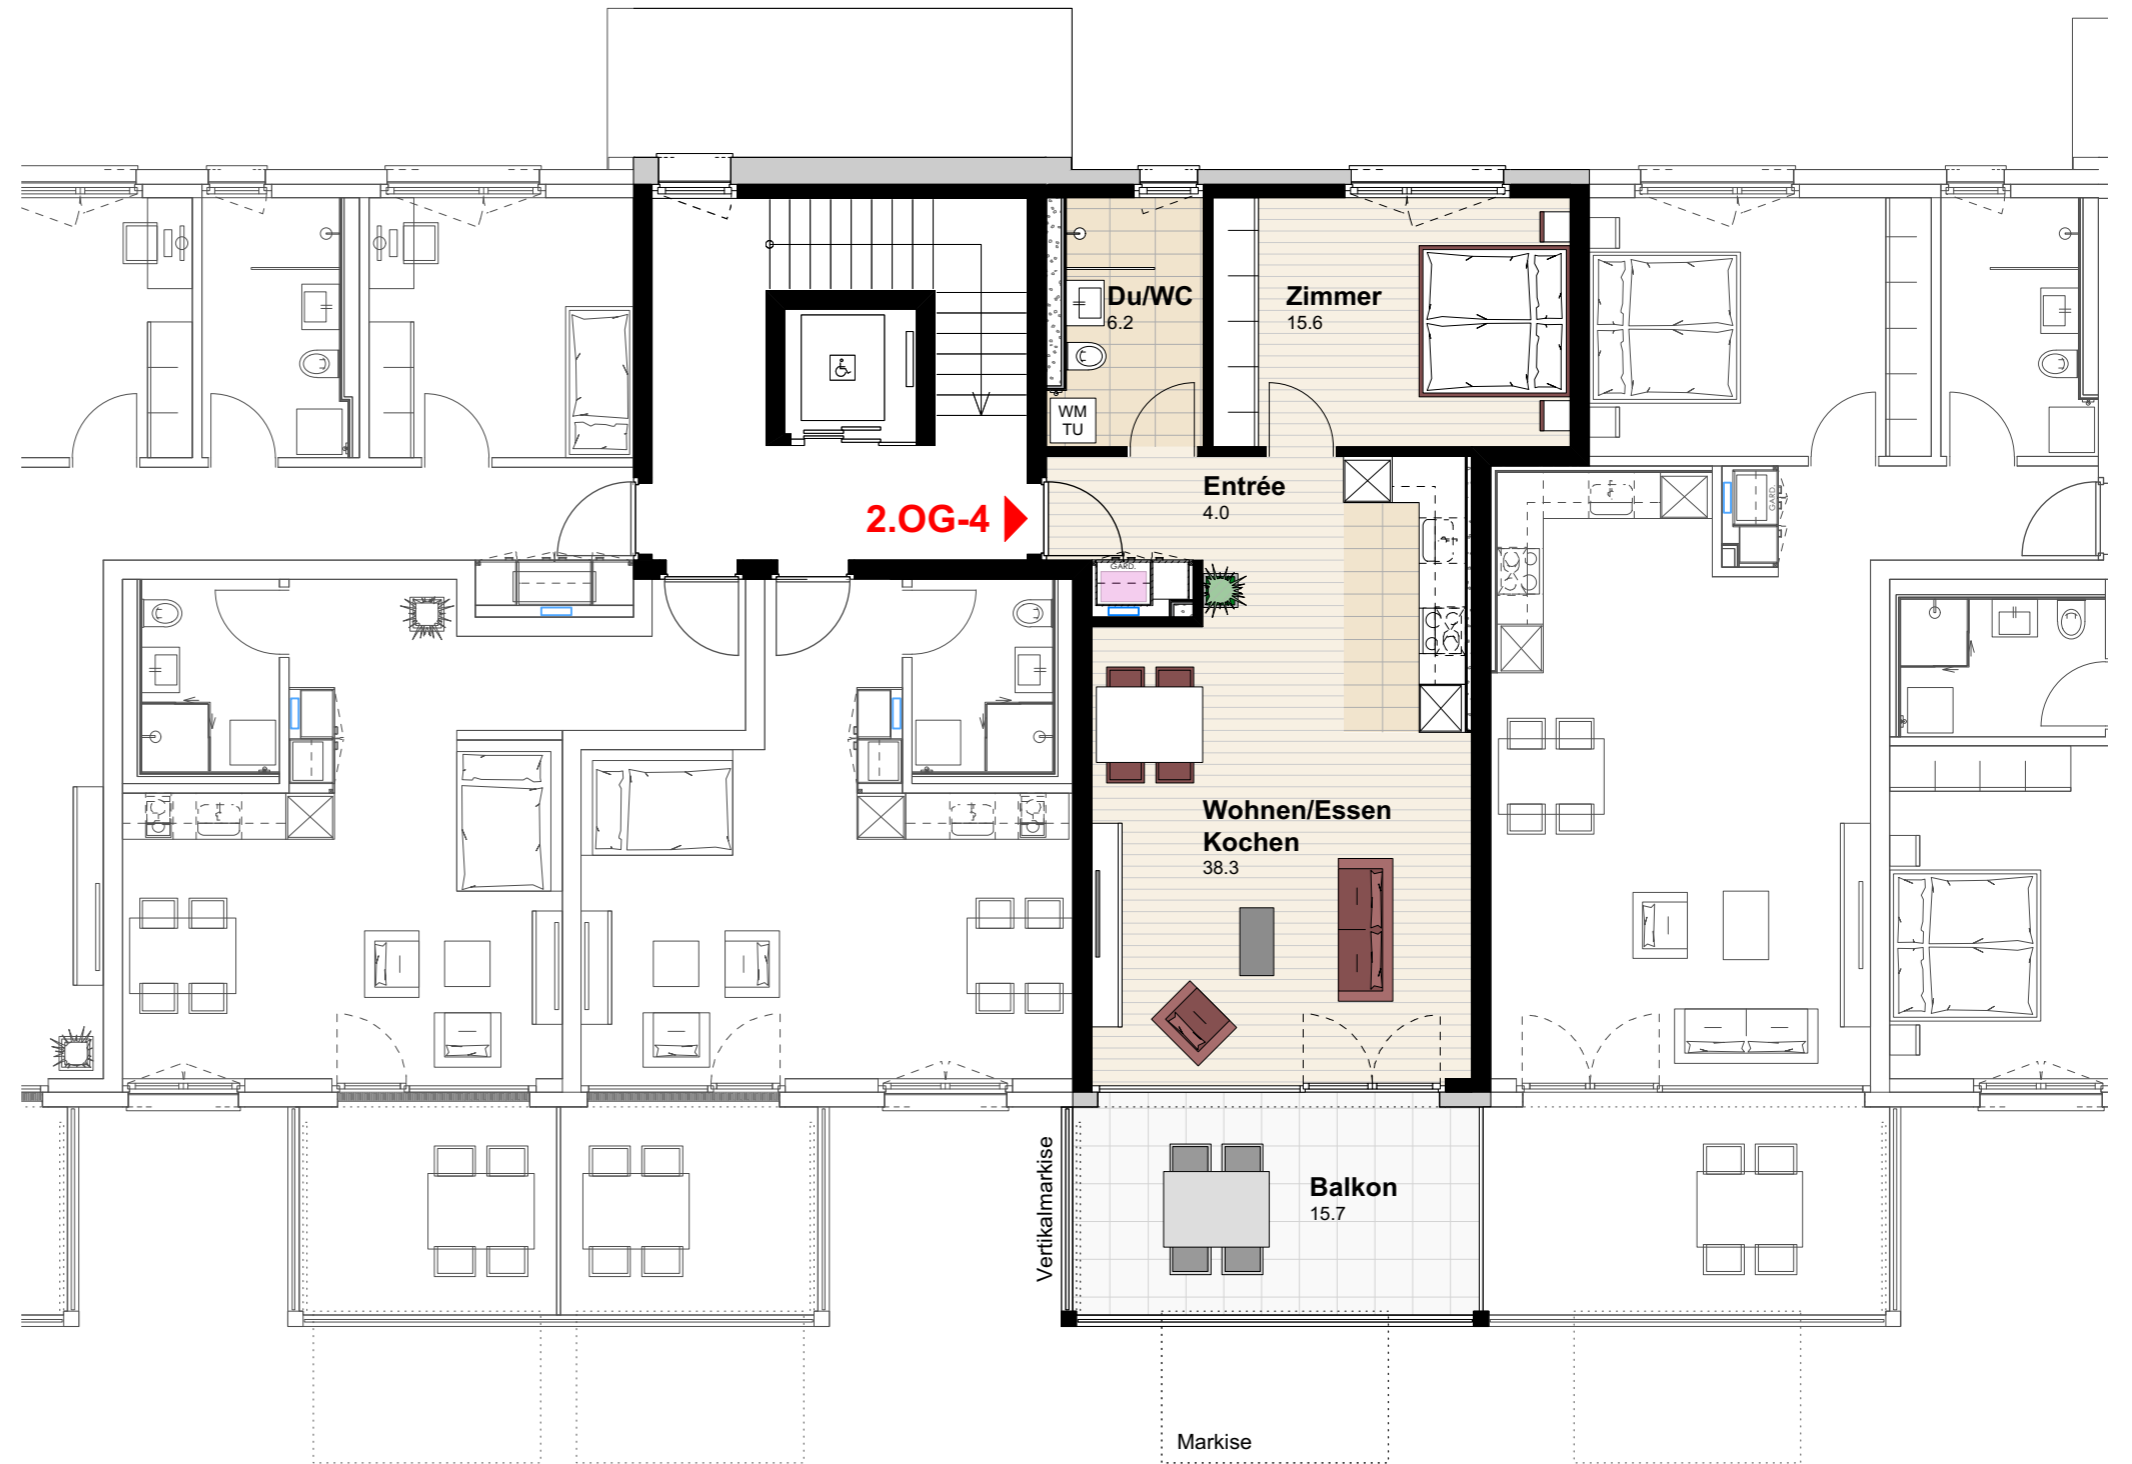 Du/WC
6.2
Zimmer
15.6
WM
TU
2.OG-4
Entrée
4.0
GARD.
GARD.
Wohnen/Essen
Kochen
38.3
Vertikalmarkise
Balkon
15.7
Markise